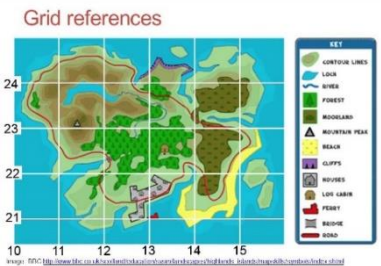 Grid references
KEY
CONTOUR LINES
LOCH
RIVER
FOREST
MOORLAND
MOUNTAIN PEAK
BEACH
CLIFFS
HOUSES
LOG CABIN
FERRY
BRIDGE
ROAD
24
23
22
21
10 11 12 13 14 15
Image: BBC